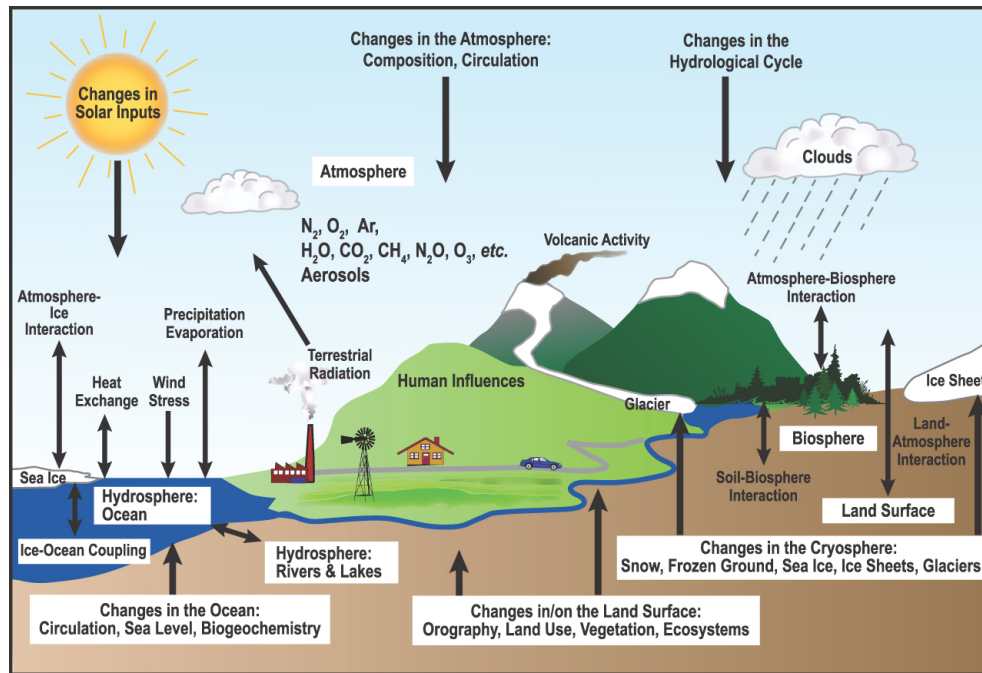 Changes in the Atmosphere:
Composition, Circulation
Changes in the
Hydrological Cycle
Changes in
Solar Inputs
Clouds
Atmosphere
N₂, O₂, Ar,
H₂O, CO₂, CH₄, N₂O, O₃, etc.
Aerosols
Volcanic Activity
Atmosphere-Biosphere
Interaction
Atmosphere-
Ice
Interaction
Precipitation
Evaporation
Terrestrial
Radiation
Heat
Exchange
Wind
Stress
Human Influences
Ice Sheet
Glacier
Biosphere
Land-
Atmosphere
Interaction
Soil-Biosphere
Interaction
Sea Ice
Hydrosphere:
Ocean
Land Surface
Ice-Ocean Coupling
Hydrosphere:
Rivers & Lakes
Changes in the Cryosphere:
Snow, Frozen Ground, Sea Ice, Ice Sheets, Glaciers
Changes in the Ocean:
Circulation, Sea Level, Biogeochemistry
Changes in/on the Land Surface:
Orography, Land Use, Vegetation, Ecosystems